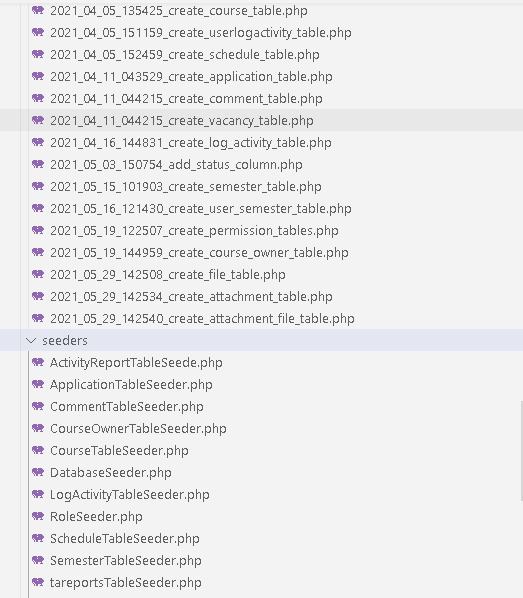 2021_04_05_135425_create_course_table.php
2021_04_05_151159_create_userlogactivity_table.php
2021_04_05_152459_create_schedule_table.php
2021_04_11_043529_create_application_table.php
2021_04_11_044215_create_comment_table.php
2021_04_11_044215_create_vacancy_table.php
2021_04_16_144831_create_log_activity_table.php
2021_05_03_150754_add_status_column.php
2021_05_15_101903_create_semester_table.php
2021_05_16_121430_create_user_semester_table.php
2021_05_19_122507_create_permission_tables.php
2021_05_19_144959_create_course_owner_table.php
2021_05_29_142508_create_file_table.php
2021_05_29_142534_create_attachment_table.php
2021_05_29_142540_create_attachment_file_table.php
seeders
ActivityReportTableSeede.php
ApplicationTableSeeder.php
CommentTableSeeder.php
CourseOwnerTableSeeder.php
CourseTableSeeder.php
DatabaseSeeder.php
LogActivityTableSeeder.php
RoleSeeder.php
ScheduleTableSeeder.php
SemesterTableSeeder.php
tareportsTableSeeder.php